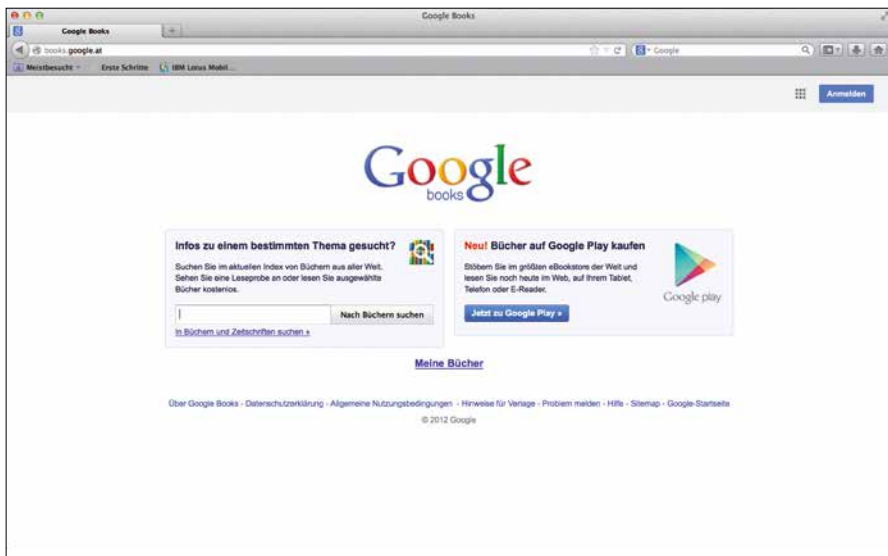 Google Books
Google Books
books.google.at
Google
Meistbesucht
Erste Schritte
IBM Lotus Mobil...
Anmelden
Google
books
Infos zu einem bestimmten Thema gesucht?
Suchen Sie im aktuellen Index von Büchern aus aller Welt.
Sehen Sie eine Leseprobe an oder lesen Sie ausgewählte
Bücher kostenlos.
Nach Büchern suchen
In Büchern und Zeitschriften suchen »
Neu! Bücher auf Google Play kaufen
Stöbern Sie im größten eBookstore der Welt und
lesen Sie noch heute im Web, auf Ihrem Tablet,
Telefon oder E-Reader.
Jetzt zu Google Play »
Google play
Meine Bücher
Über Google Books - Datenschutzerklärung - Allgemeine Nutzungsbedingungen - Hinweise für Verlage - Problem melden - Hilfe - Sitemap - Google-Startseite
© 2012 Google